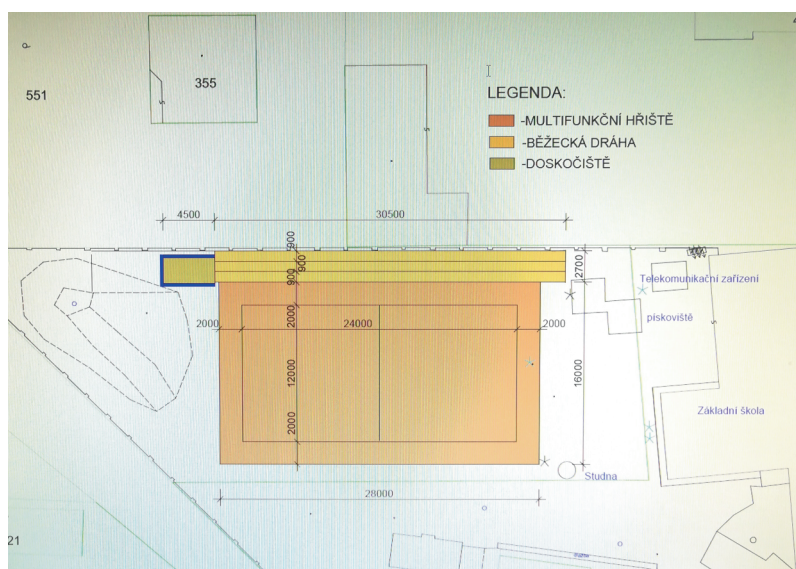 551
355
LEGENDA:
-MULTIFUNKČNÍ HŘIŠTĚ
-BĚŽECKÁ DRÁHA
-DOSKOČIŠTĚ
4500
30500
900
900
900
2700
Telekomunikační zařízení
2000
2000
24000
2000
pískoviště
12000
16000
Základní škola
2000
Studna
28000
21